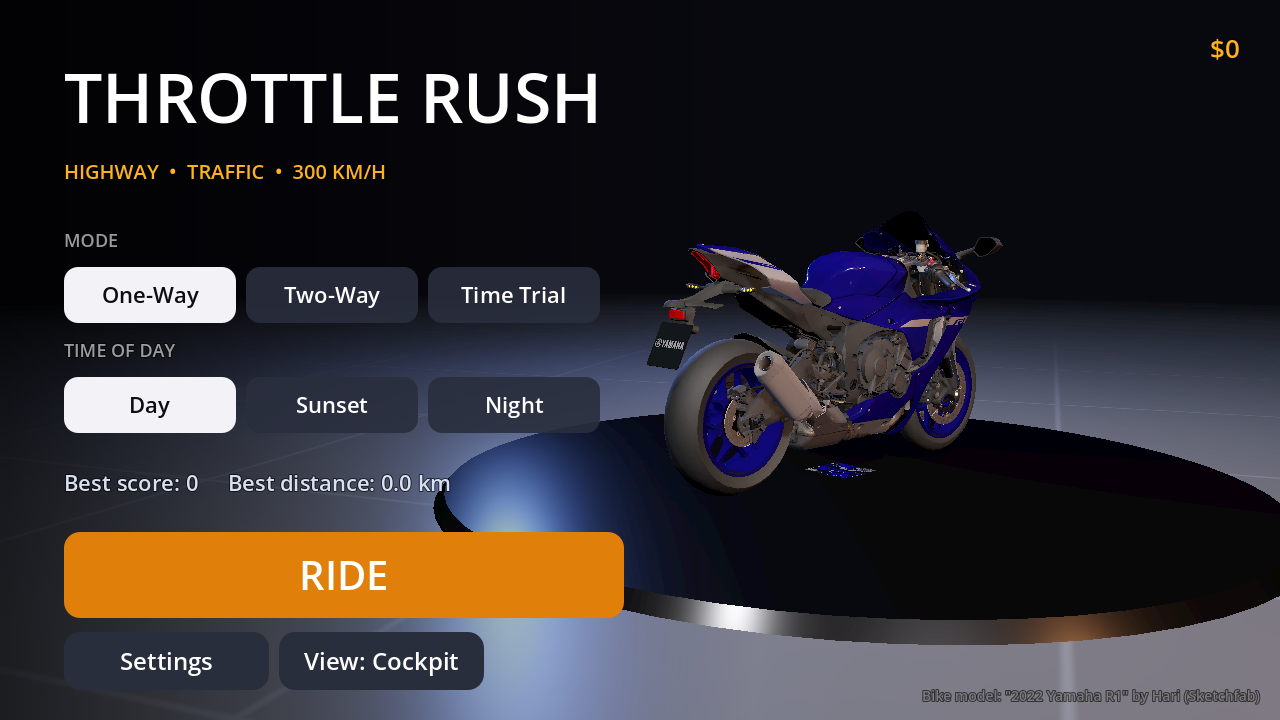 $0
THROTTLE RUSH
HIGHWAY • TRAFFIC • 300 KM/H
MODE
One-Way Two-Way Time Trial
TIME OF DAY
Day Sunset Night
Best score: 0 Best distance: 0.0 km
RIDE
Settings View: Cockpit
YAMAHA
Bike model: "2022 Yamaha R1" by Hari (Sketchfab)